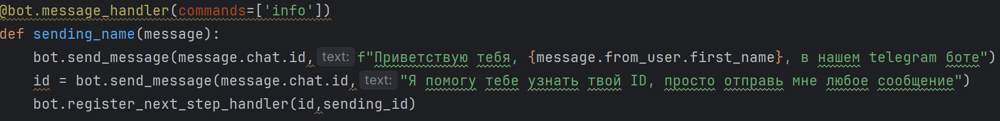 @bot.message_handler(commands=['info'])
def sending_name(message):
    bot.send_message(message.chat.id, text: f"Приветствую тебя, {message.from_user.first_name}, в нашем telegram боте")
    id = bot.send_message(message.chat.id, text: "Я помогу тебе узнать твой ID, просто отправь мне любое сообщение")
    bot.register_next_step_handler(id,sending_id)